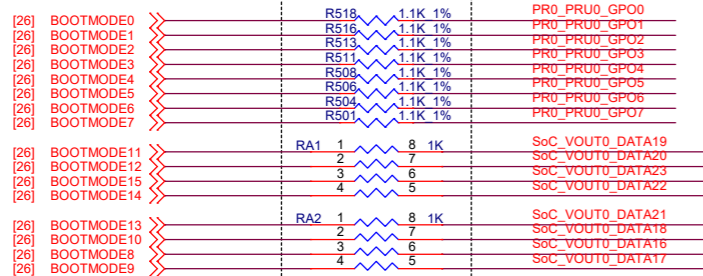 [26] BOOTMODE0 R518 1.1K 1% PR0_PRU0_GPO0
[26] BOOTMODE1 R516 1.1K 1% PR0_PRU0_GPO1
[26] BOOTMODE2 R513 1.1K 1% PR0_PRU0_GPO2
[26] BOOTMODE3 R511 1.1K 1% PR0_PRU0_GPO3
[26] BOOTMODE4 R508 1.1K 1% PR0_PRU0_GPO4
[26] BOOTMODE5 R506 1.1K 1% PR0_PRU0_GPO5
[26] BOOTMODE6 R504 1.1K 1% PR0_PRU0_GPO6
[26] BOOTMODE7 R501 1.1K 1% PR0_PRU0_GPO7
[26] BOOTMODE11 RA1 1 8 1K SoC_VOUT0_DATA19
[26] BOOTMODE12 2 7 SoC_VOUT0_DATA20
[26] BOOTMODE15 3 6 SoC_VOUT0_DATA23
[26] BOOTMODE14 4 5 SoC_VOUT0_DATA22
[26] BOOTMODE13 RA2 1 8 1K SoC_VOUT0_DATA21
[26] BOOTMODE10 2 7 SoC_VOUT0_DATA18
[26] BOOTMODE8 3 6 SoC_VOUT0_DATA16
[26] BOOTMODE9 4 5 SoC_VOUT0_DATA17